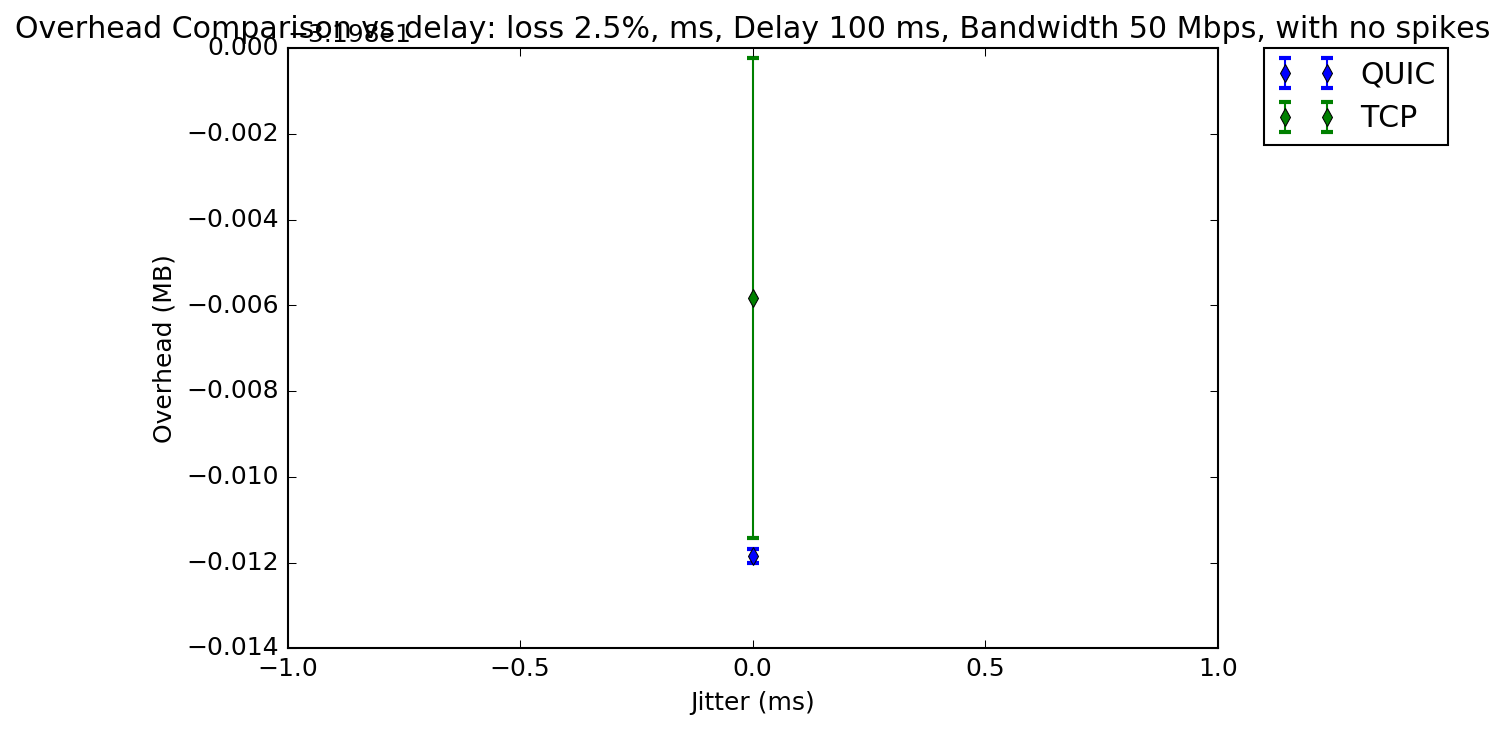 Overhead Comparison vs delay: loss 2.5%, ms, Delay 100 ms, Bandwidth 50 Mbps, with no spikes
−3.198e1
0.000
−0.002
−0.004
−0.006
−0.008
−0.010
−0.012
−0.014
Overhead (MB)
−1.0 −0.5 0.0 0.5 1.0
Jitter (ms)
QUIC
TCP